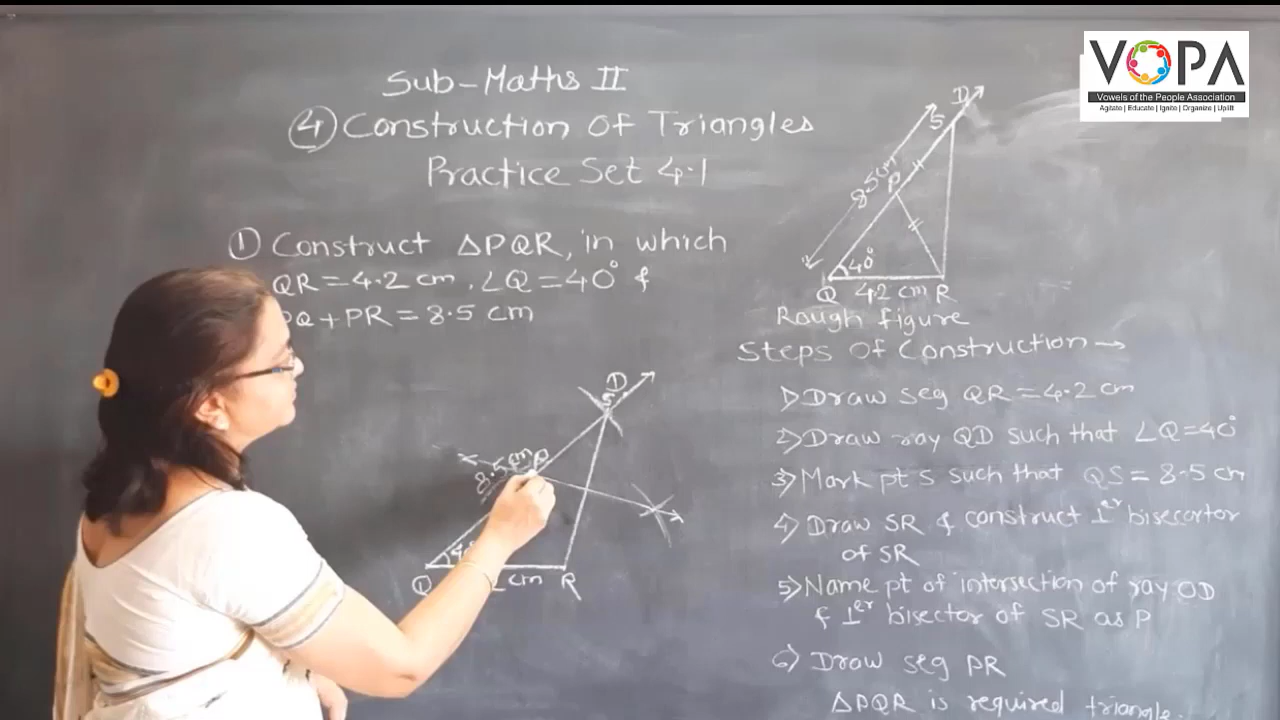 VOPA
Vowels of the People Association
Agitate | Educate | Ignite | Organize | Uplift
Sub-Maths II
④ Construction Of Triangles
Practice Set 4.1
① Construct △PQR, in which
QR = 4.2 cm, ∠Q = 40° &
PQ + PR = 8.5 cm
D
S
8.5 cm
P
40°
Q 4.2 cm R
Rough figure
D
S
8.5 cm P
Q cm R
Steps Of Construction →
1) Draw seg QR = 4.2 cm
2) Draw ray QD such that ∠Q = 40°
3) Mark pt S such that QS = 8.5 cm
4) Draw SR & construct ⊥er bisecortor
of SR
5) Name pt of intersection of ray QD
& ⊥er bisector of SR as P
6) Draw seg PR
△PQR is required triangle.